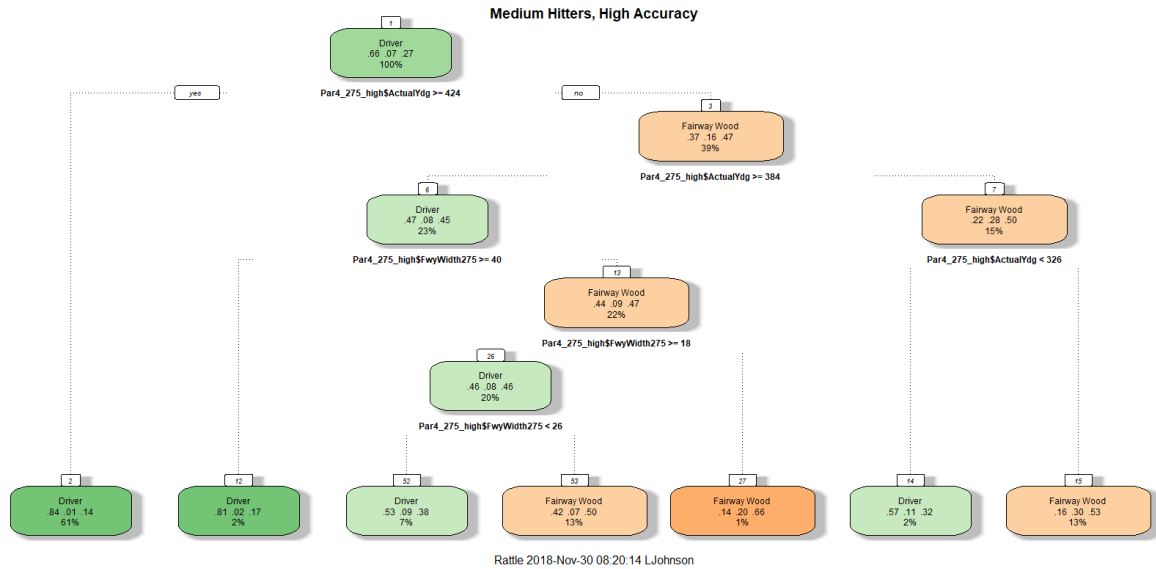 Medium Hitters, High Accuracy
1
Driver
.66 .07 .27
100%
Par4_275_high$ActualYdg >= 424
yes
no
3
Fairway Wood
.37 .16 .47
39%
Par4_275_high$ActualYdg >= 384
6
Driver
.47 .08 .45
23%
Par4_275_high$FwyWidth275 >= 40
7
Fairway Wood
.22 .28 .50
15%
Par4_275_high$ActualYdg < 326
13
Fairway Wood
.44 .09 .47
22%
Par4_275_high$FwyWidth275 >= 18
26
Driver
.46 .08 .46
20%
Par4_275_high$FwyWidth275 < 26
2
Driver
.84 .01 .14
61%
12
Driver
.81 .02 .17
2%
52
Driver
.53 .09 .38
7%
53
Fairway Wood
.42 .07 .50
13%
27
Fairway Wood
.14 .20 .66
1%
14
Driver
.57 .11 .32
2%
15
Fairway Wood
.16 .30 .53
13%
Rattle 2018-Nov-30 08:20:14 LJohnson